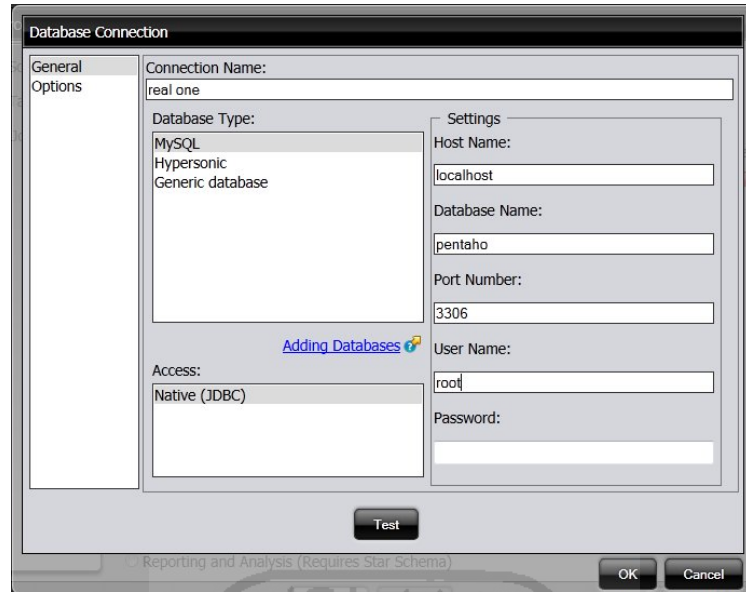 Database Connection
General
Options
Connection Name:
real one
Database Type:
MySQL
Hypersonic
Generic database
Adding Databases
Access:
Native (JDBC)
Settings
Host Name:
localhost
Database Name:
pentaho
Port Number:
3306
User Name:
root
Password:
Test
Reporting and Analysis (Requires Star Schema)
OK
Cancel